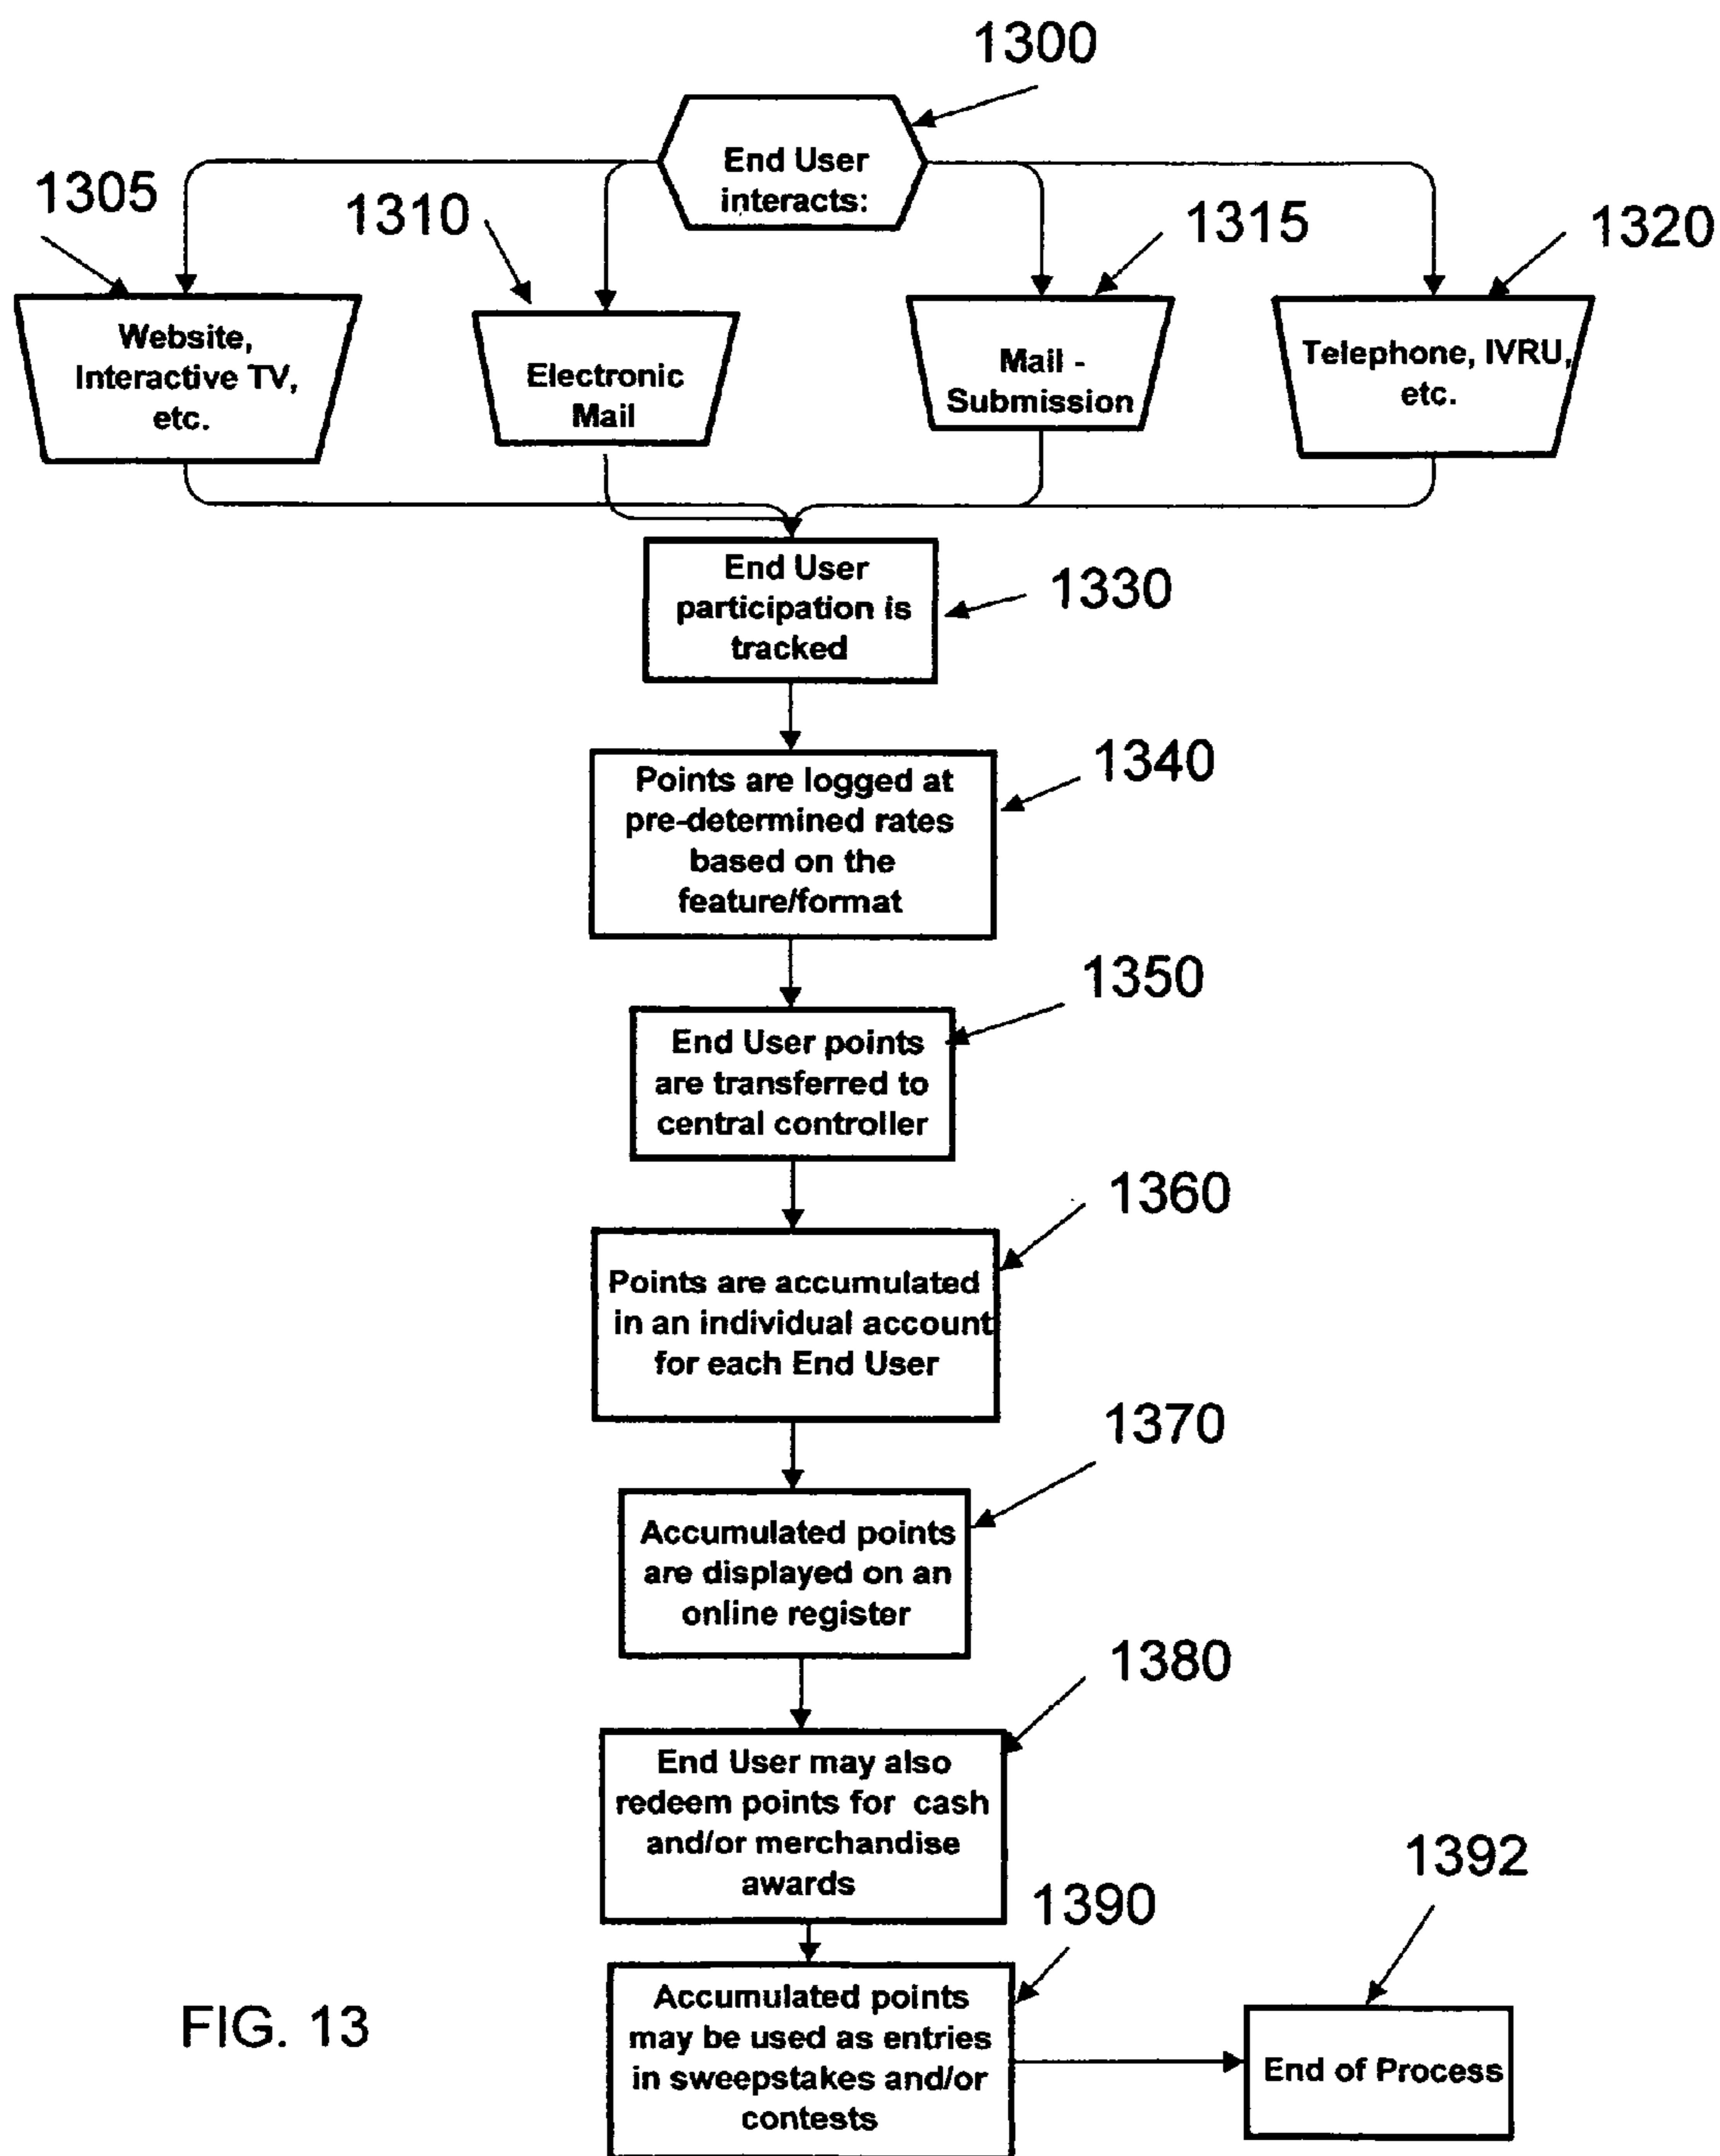 1300
End User
interacts:
1305
1310
1315
1320
Website,
Interactive TV,
etc.
Electronic
Mail
Mail -
Submission
Telephone, IVRU,
etc.
End User
participation is
tracked
1330
Points are logged at
pre-determined rates
based on the
feature/format
1340
End User points
are transferred to
central controller
1350
Points are accumulated
in an individual account
for each End User
1360
Accumulated points
are displayed on an
online register
1370
End User may also
redeem points for cash
and/or merchandise
awards
1380
Accumulated points
may be used as entries
in sweepstakes and/or
contests
1390
End of Process
1392
FIG. 13